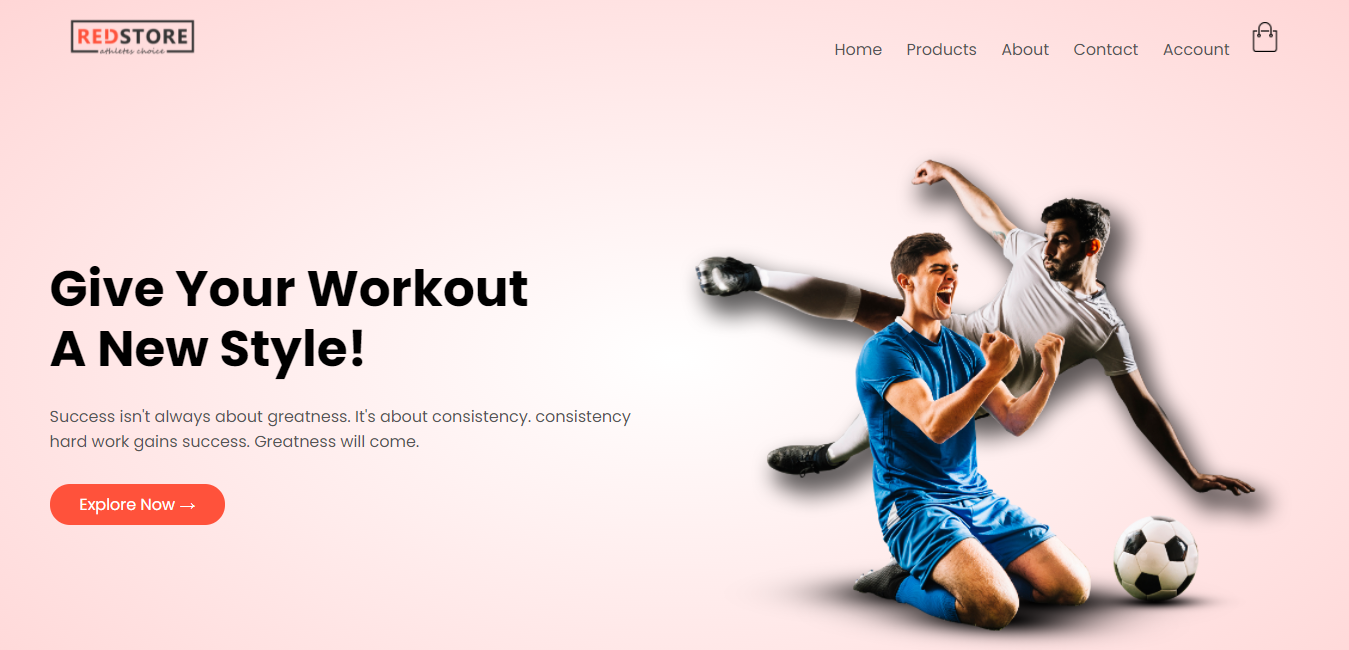 REDSTORE
athletes choice
Home Products About Contact Account
Give Your Workout
A New Style!
Success isn't always about greatness. It's about consistency. consistency
hard work gains success. Greatness will come.
Explore Now →